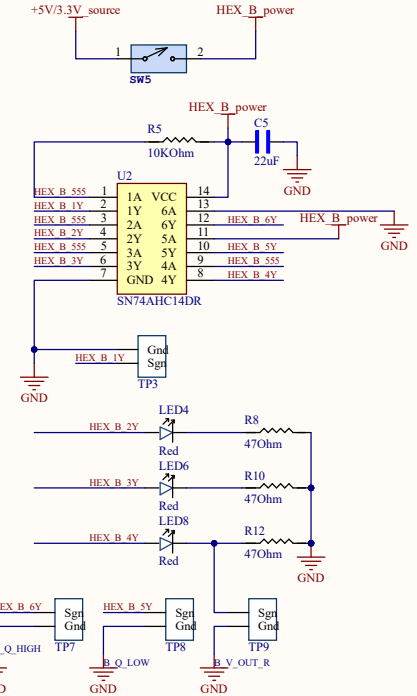 +5V/3.3V_source
HEX_B_power
1
2
SW5
HEX_B_power
R5
C5
10KOhm
22uF
GND
U2
HEX_B_555 1 1A VCC 14
HEX_B_1Y 2 1Y 6A 13
HEX_B_555 3 2A 6Y 12 HEX_B_6Y
HEX_B_power
HEX_B_2Y 4 2Y 5A 11
HEX_B_555 5 3A 5Y 10 HEX_B_5Y
HEX_B_3Y 6 3Y 4A 9 HEX_B_555
7 GND 4Y 8 HEX_B_4Y
GND
SN74AHC14DR
Gnd
HEX_B_1Y Sgn
TP3
GND
LED4
HEX_B_2Y
R8
Red
47Ohm
LED6
HEX_B_3Y
R10
Red
47Ohm
LED8
HEX_B_4Y
R12
Red
47Ohm
GND
EX_B_6Y Sgn
Gnd
TP7
HEX_B_5Y Sgn
Gnd
TP8
Sgn
Gnd
TP9
_Q_HIGH
B_Q_LOW
B_V_OUT_R
GND
GND